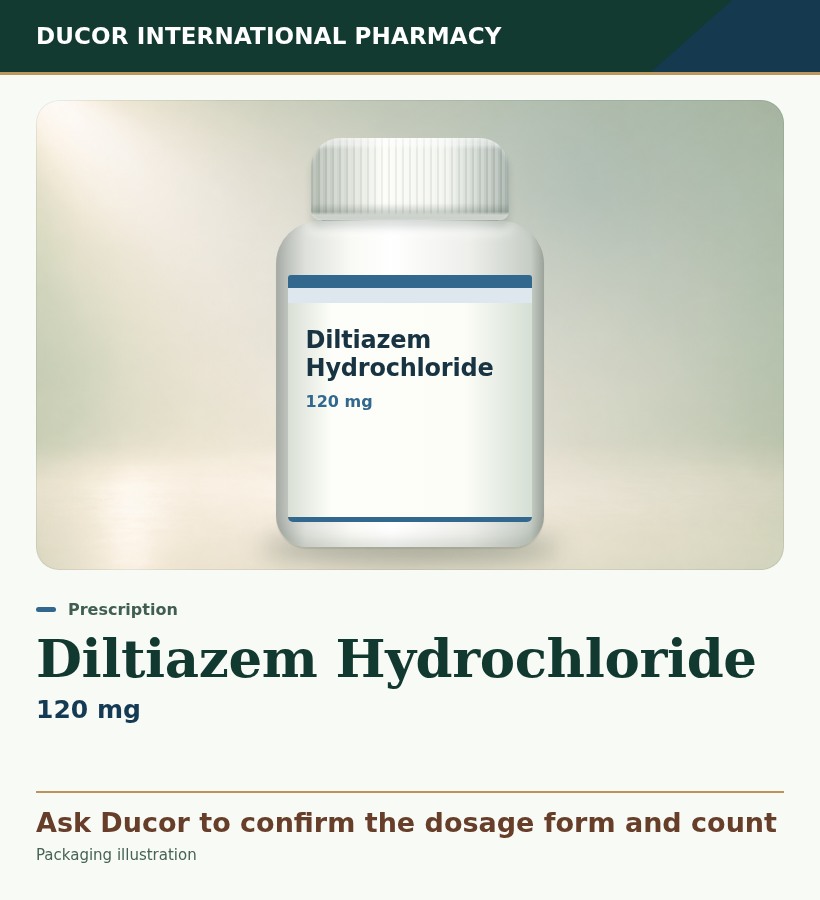 DUCOR INTERNATIONAL PHARMACY
Diltiazem
Hydrochloride
120 mg
Prescription
Diltiazem Hydrochloride
120 mg
Ask Ducor to confirm the dosage form and count
Packaging illustration